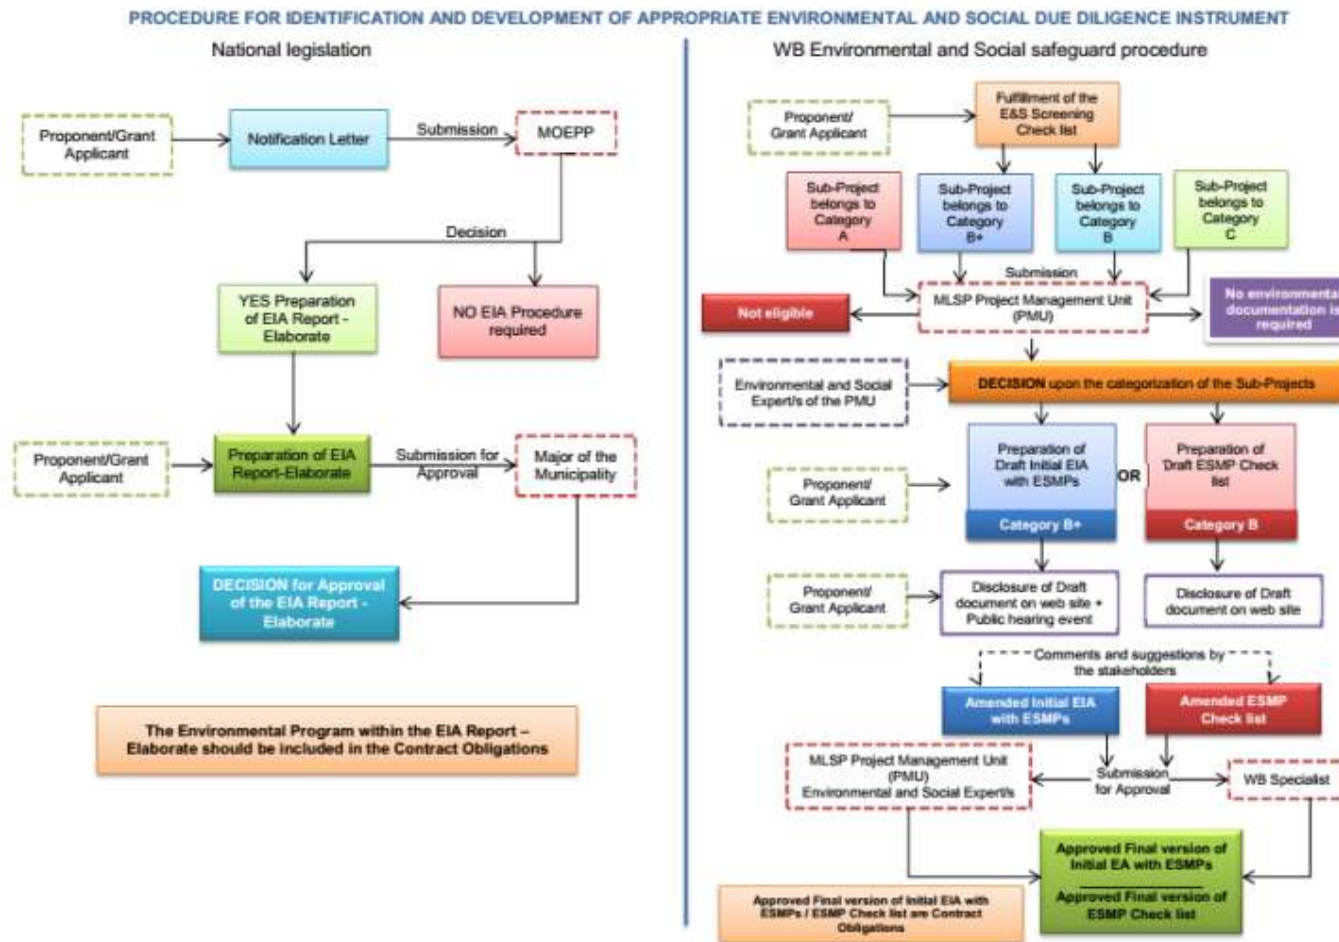 PROCEDURE FOR IDENTIFICATION AND DEVELOPMENT OF APPROPRIATE ENVIRONMENTAL AND SOCIAL DUE DILIGENCE INSTRUMENT
National legislation
Proponent/Grant
Applicant
Notification Letter
Submission
MOEPP
Decision
YES Preparation
of EIA Report -
Elaborate
NO EIA Procedure
required
Proponent/Grant
Applicant
Preparation of EIA
Report-Elaborate
Submission for
Approval
Major of the
Municipality
DECISION for Approval
of the EIA Report -
Elaborate
The Environmental Program within the EIA Report –
Elaborate should be included in the Contract Obligations
WB Environmental and Social safeguard procedure
Proponent/
Grant Applicant
Fulfillment of the
E&S Screening
Check list
Sub-Project
belongs to
Category
A
Sub-Project
belongs to
Category
B+
Sub-Project
belongs to
Category
B
Sub-Project
belongs to
Category
C
Submission
Not eligible
MLSP Project Management Unit
(PMU)
No environmenta
documentation is
required
Environmental and Social
Expert/s of the PMU
DECISION upon the categorization of the Sub-Projects
Proponent/
Grant Applicant
Preparation of
Draft Initial EIA
with ESMPs
Category B+
OR
Preparation of
Draft ESMP Check
list
Category B
Proponent/
Grant Applicant
Disclosure of Draft
document on web site +
Public hearing event
Disclosure of Draft
document on web site
Comments and suggestions by
the stakeholders
Amended Initial EIA
with ESMPs
Amended ESMP
Check list
MLSP Project Management Unit
(PMU)
Environmental and Social Expert/s
Submission
for Approval
WB Specialist
Approved Final version of
Initial EA with ESMPs
Approved Final version of
ESMP Check list
Approved Final version of Initial EIA with
ESMPs / ESMP Check list are Contract
Obligations